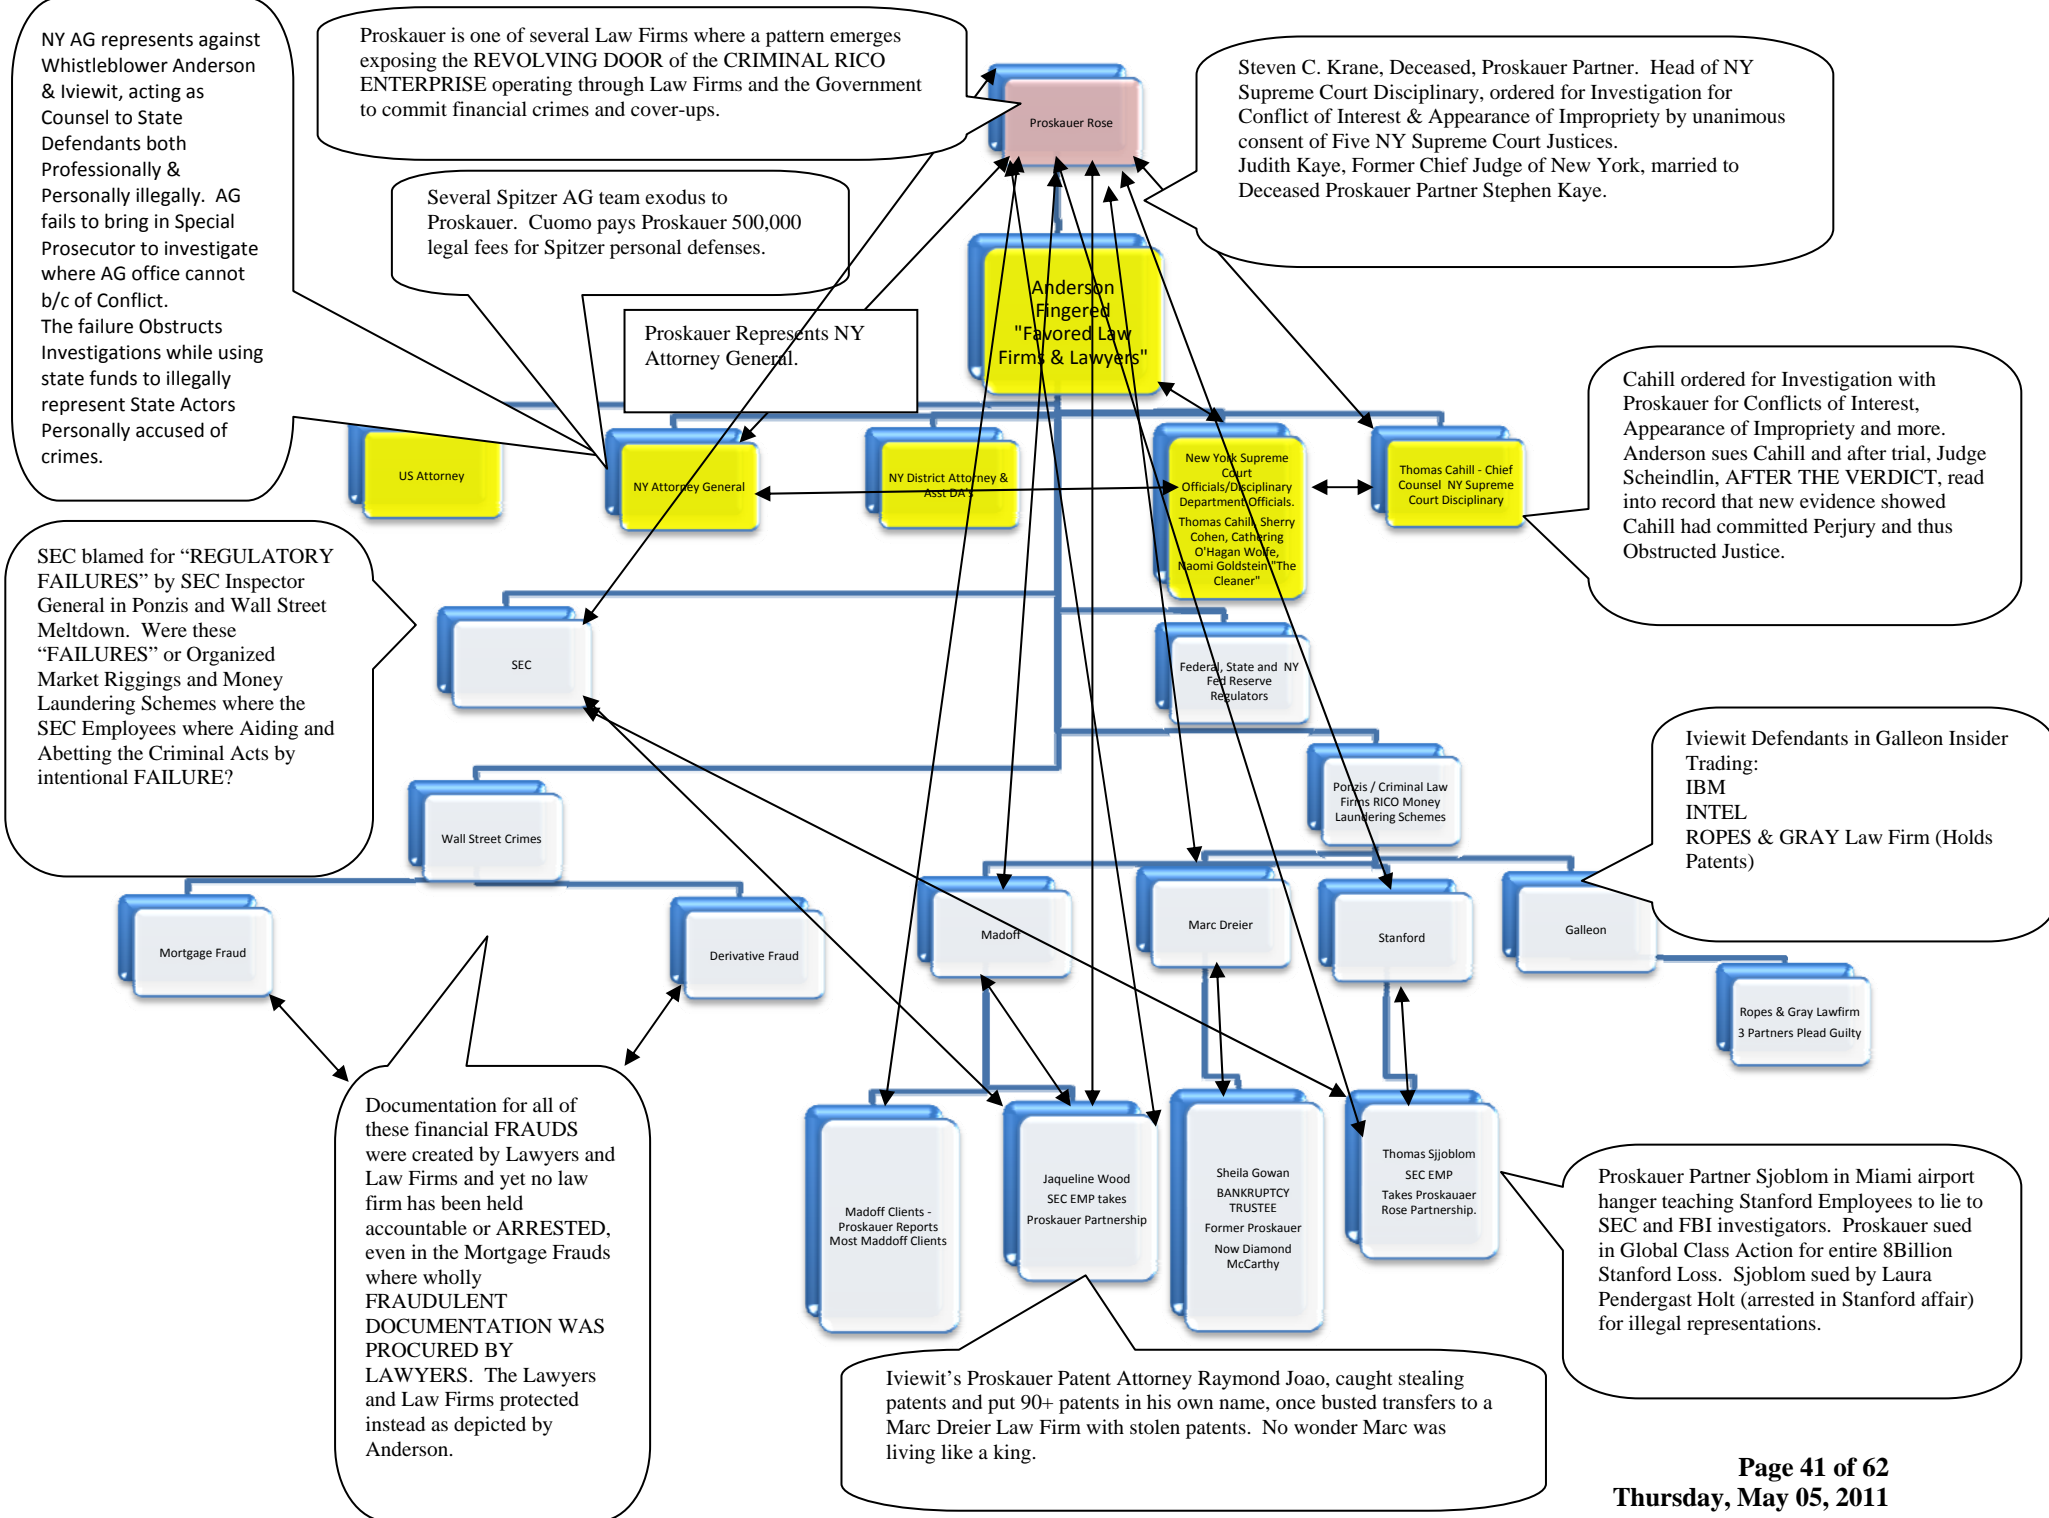 NY AG represents against
Whistleblower Anderson
& Iviewit, acting as
Counsel to State
Defendants both
Professionally &
Personally illegally.  AG
fails to bring in Special
Prosecutor to investigate
where AG office cannot
b/c of Conflict.
The failure Obstructs
Investigations while using
state funds to illegally
represent State Actors
Personally accused of
crimes.
Proskauer is one of several Law Firms where a pattern emerges
exposing the REVOLVING DOOR of the CRIMINAL RICO
ENTERPRISE operating through Law Firms and the Government
to commit financial crimes and cover-ups.
Proskauer Rose
Steven C. Krane, Deceased, Proskauer Partner.  Head of NY
Supreme Court Disciplinary, ordered for Investigation for
Conflict of Interest & Appearance of Impropriety by unanimous
consent of Five NY Supreme Court Justices.
Judith Kaye, Former Chief Judge of New York, married to
Deceased Proskauer Partner Stephen Kaye.
Several Spitzer AG team exodus to
Proskauer.  Cuomo pays Proskauer 500,000
legal fees for Spitzer personal defenses.
Proskauer Represents NY
Attorney General.
Anderson
Fingered
"Favored Law
Firms & Lawyers"
Cahill ordered for Investigation with
Proskauer for Conflicts of Interest,
Appearance of Impropriety and more.
Anderson sues Cahill and after trial, Judge
Scheindlin, AFTER THE VERDICT, read
into record that new evidence showed
Cahill had committed Perjury and thus
Obstructed Justice.
US Attorney
NY Attorney General
NY District Attorney &
Asst DA's
New York Supreme
Court
Officials/Disciplinary
Department Officials.
Thomas Cahill, Sherry
Cohen, Cathering
O'Hagan Wolfe,
Naomi Goldstein "The
Cleaner"
Thomas Cahill - Chief
Counsel  NY Supreme
Court Disciplinary
SEC blamed for “REGULATORY
FAILURES” by SEC Inspector
General in Ponzis and Wall Street
Meltdown.  Were these
“FAILURES” or Organized
Market Riggings and Money
Laundering Schemes where the
SEC Employees where Aiding and
Abetting the Criminal Acts by
intentional FAILURE?
SEC
Federal, State and  NY
Fed Reserve
Regulators
Iviewit Defendants in Galleon Insider
Trading:
IBM
INTEL
ROPES & GRAY Law Firm (Holds
Patents)
Wall Street Crimes
Ponzis / Criminal Law
Firms RICO Money
Laundering Schemes
Mortgage Fraud
Derivative Fraud
Madoff
Marc Dreier
Stanford
Galleon
Ropes & Gray Lawfirm
3 Partners Plead Guilty
Documentation for all of
these financial FRAUDS
were created by Lawyers and
Law Firms and yet no law
firm has been held
accountable or ARRESTED,
even in the Mortgage Frauds
where wholly
FRAUDULENT
DOCUMENTATION WAS
PROCURED BY
LAWYERS.  The Lawyers
and Law Firms protected
instead as depicted by
Anderson.
Madoff Clients -
Proskauer Reports
Most Maddoff Clients
Jaqueline Wood
SEC EMP takes
Proskauer Partnership
Sheila Gowan
BANKRUPTCY
TRUSTEE
Former Proskauer
Now Diamond
McCarthy
Thomas Sjjoblom
SEC EMP
Takes Proskauaer
Rose Partnership.
Proskauer Partner Sjoblom in Miami airport
hanger teaching Stanford Employees to lie to
SEC and FBI investigators.  Proskauer sued
in Global Class Action for entire 8Billion
Stanford Loss.  Sjoblom sued by Laura
Pendergast Holt (arrested in Stanford affair)
for illegal representations.
Iviewit’s Proskauer Patent Attorney Raymond Joao, caught stealing
patents and put 90+ patents in his own name, once busted transfers to a
Marc Dreier Law Firm with stolen patents.  No wonder Marc was
living like a king.
Page 41 of 62
Thursday, May 05, 2011